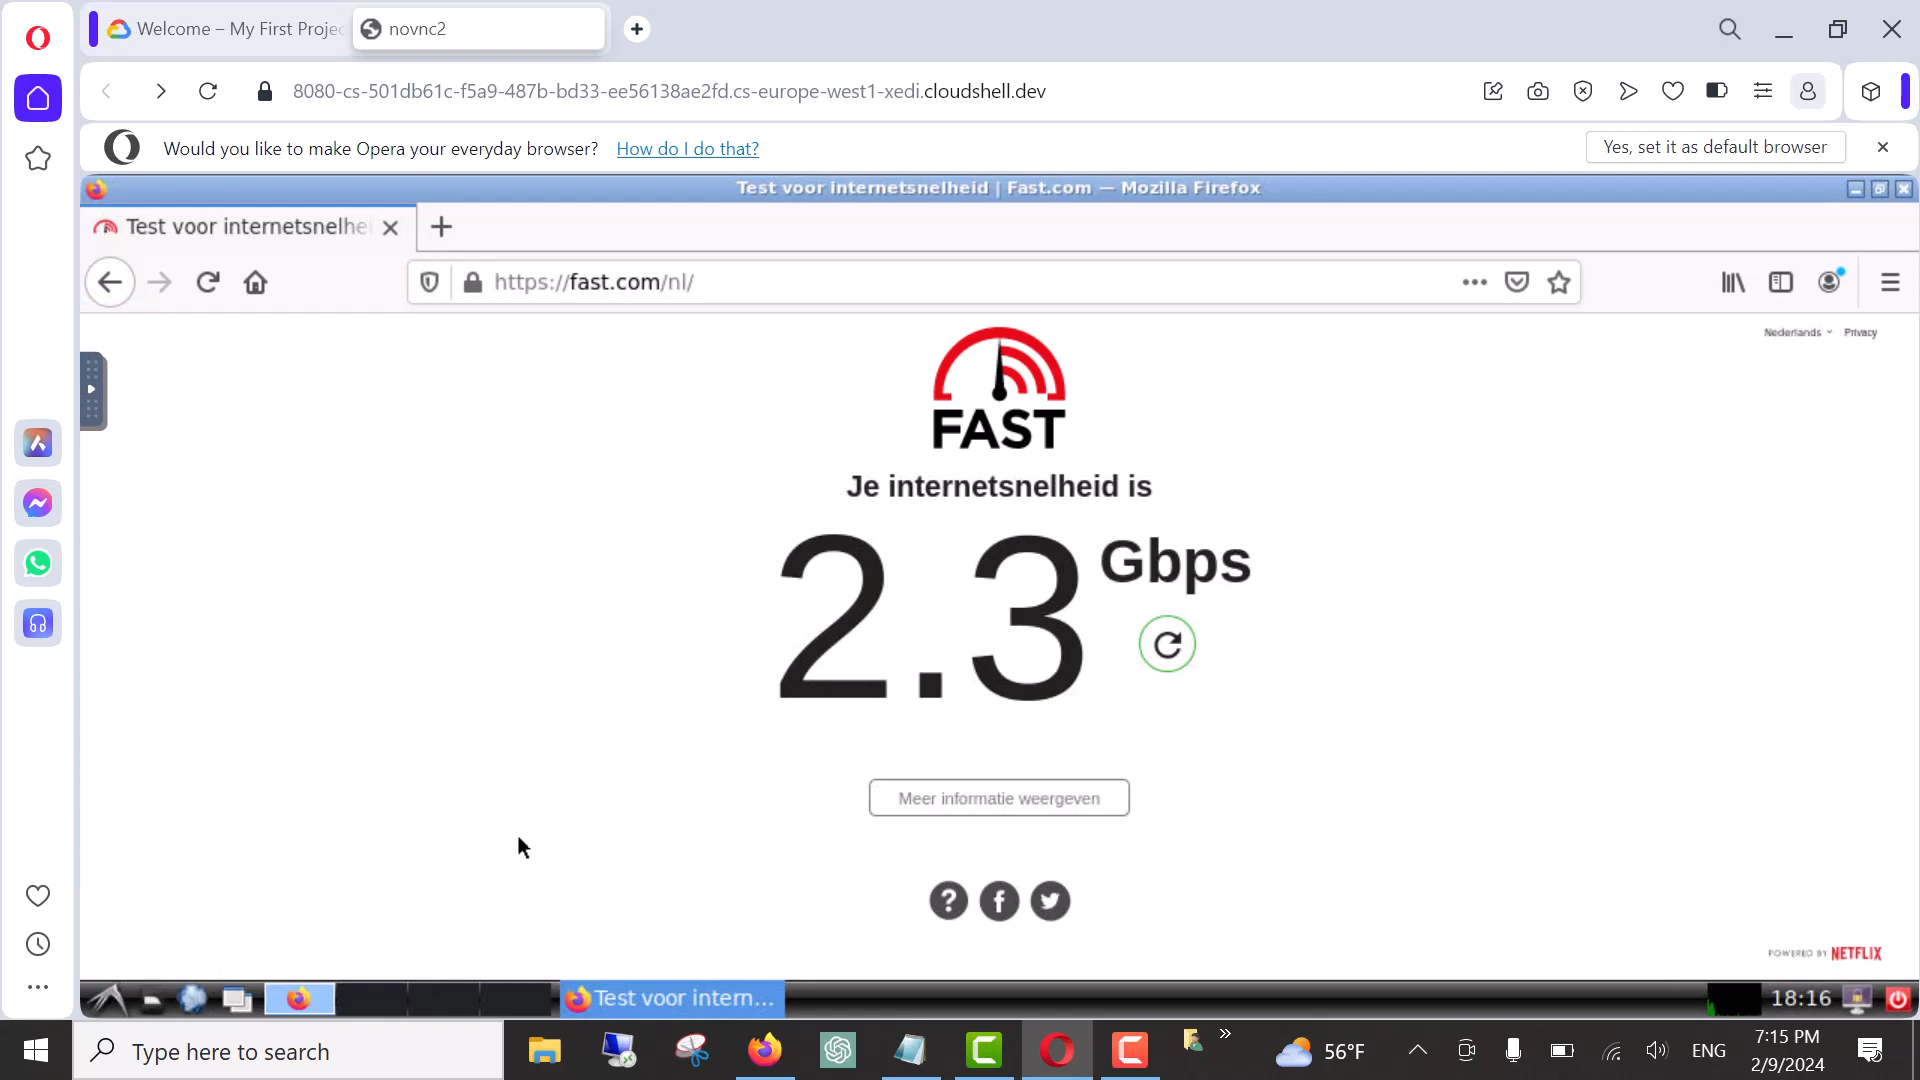 Welcome – My First Projec
novnc2
8080-cs-501db61c-f5a9-487b-bd33-ee56138ae2fd.cs-europe-west1-xedi.cloudshell.dev
Would you like to make Opera your everyday browser? How do I do that?
Yes, set it as default browser
Test voor internetsnelheid | Fast.com — Mozilla Firefox
Test voor internetsnelhei
https://fast.com/nl/
Nederlands Privacy
FAST
Je internetsnelheid is
2.3 Gbps
Meer informatie weergeven
POWERED BY NETFLIX
Test voor intern...
18:16
Type here to search
56°F
ENG
7:15 PM
2/9/2024